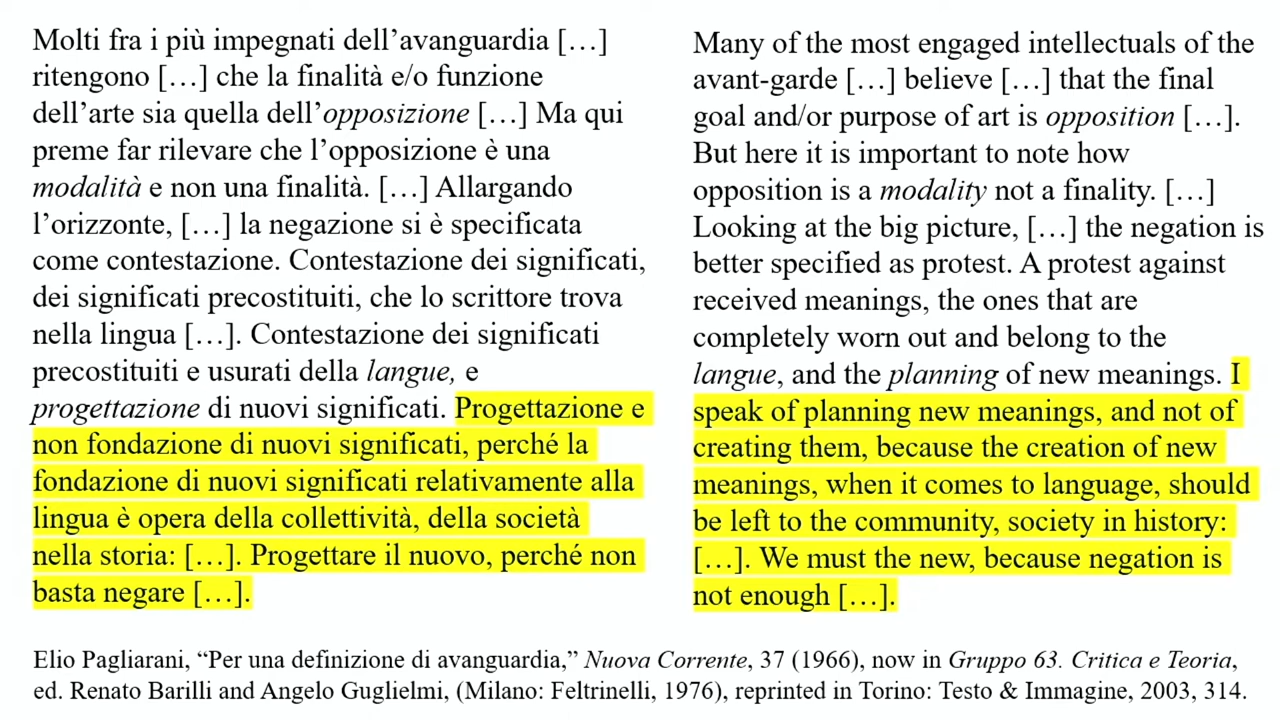 Molti fra i più impegnati dell’avanguardia […]
ritengono […] che la finalità e/o funzione
dell’arte sia quella dell’opposizione […] Ma qui
preme far rilevare che l’opposizione è una
modalità e non una finalità. […] Allargando
l’orizzonte, […] la negazione si è specificata
come contestazione. Contestazione dei significati,
dei significati precostituiti, che lo scrittore trova
nella lingua […]. Contestazione dei significati
precostituiti e usurati della langue, e
progettazione di nuovi significati. Progettazione e
non fondazione di nuovi significati, perché la
fondazione di nuovi significati relativamente alla
lingua è opera della collettività, della società
nella storia: […]. Progettare il nuovo, perché non
basta negare […].
Many of the most engaged intellectuals of the
avant-garde […] believe […] that the final
goal and/or purpose of art is opposition […].
But here it is important to note how
opposition is a modality not a finality. […]
Looking at the big picture, […] the negation is
better specified as protest. A protest against
received meanings, the ones that are
completely worn out and belong to the
langue, and the planning of new meanings. I
speak of planning new meanings, and not of
creating them, because the creation of new
meanings, when it comes to language, should
be left to the community, society in history:
[…]. We must the new, because negation is
not enough […].
Elio Pagliarani, “Per una definizione di avanguardia,” Nuova Corrente, 37 (1966), now in Gruppo 63. Critica e Teoria,
ed. Renato Barilli and Angelo Guglielmi, (Milano: Feltrinelli, 1976), reprinted in Torino: Testo & Immagine, 2003, 314.